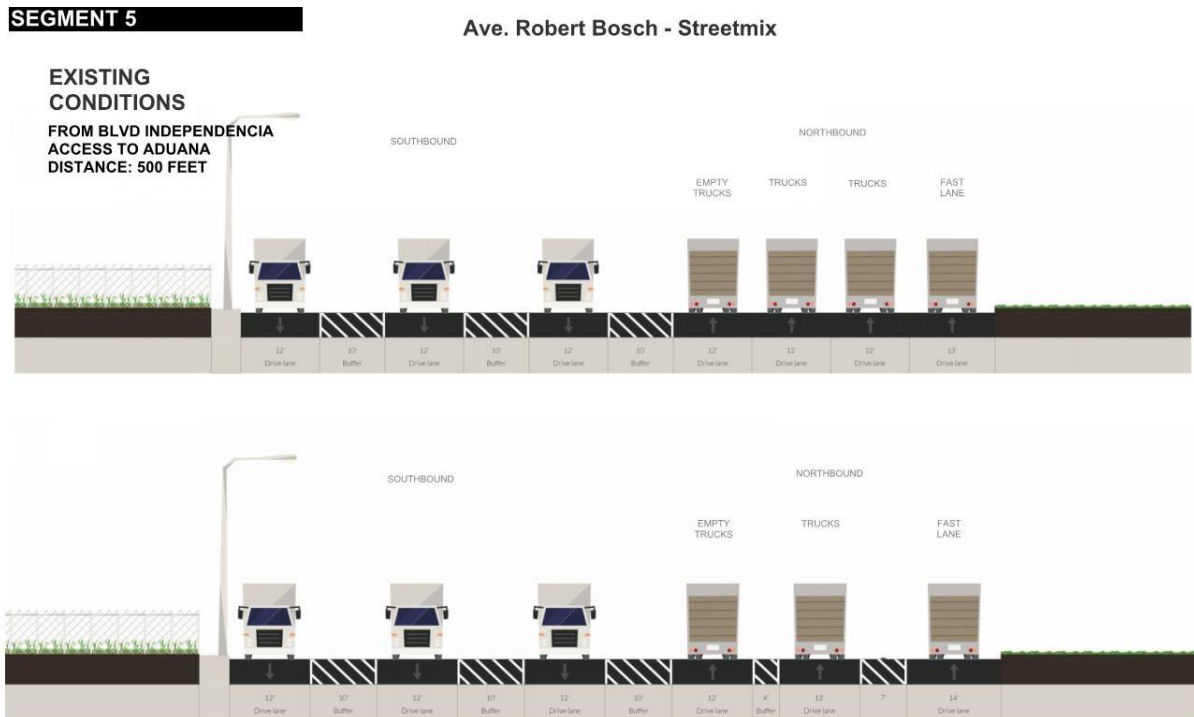 SEGMENT 5
Ave. Robert Bosch - Streetmix
EXISTING
CONDITIONS
FROM BLVD INDEPENDENCIA
ACCESS TO ADUANA
DISTANCE: 500 FEET
SOUTHBOUND
NORTHBOUND
EMPTY
TRUCKS
TRUCKS
TRUCKS
FAST
LANE
12' 10' 12' 10' 12' 10' 12' 12' 12' 13'
Drive lane Buffer Drive lane Buffer Drive lane Buffer Drive lane Drive lane Drive lane Drive lane
SOUTHBOUND
NORTHBOUND
EMPTY
TRUCKS
TRUCKS
FAST
LANE
12' 10' 12' 10' 12' 10' 12' 4' 12' 7' 14'
Drive lane Buffer Drive lane Buffer Drive lane Buffer Drive lane Buffer Drive lane Drive lane